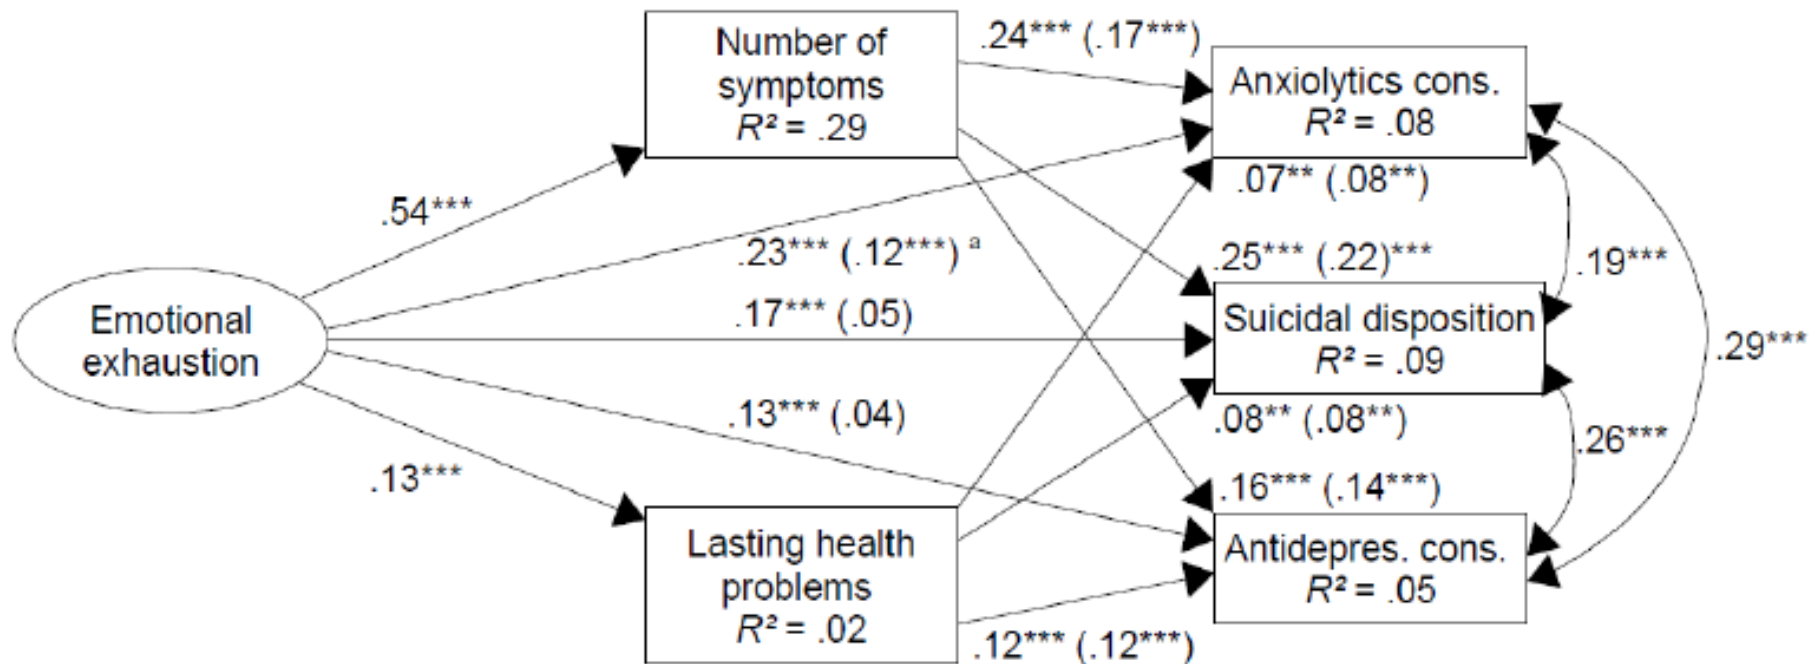 Number of
symptoms
R² = .29
.24*** (.17***)
Anxiolytics cons.
R² = .08
.07** (.08**)
.54***
.23*** (.12***) ᵃ
.25*** (.22)***
.19***
Emotional
exhaustion
.17*** (.05)
Suicidal disposition
R² = .09
.29***
.13*** (.04)
.08** (.08**)
.26***
.13***
.16*** (.14***)
Lasting health
problems
R² = .02
Antidepres. cons.
R² = .05
.12*** (.12***)